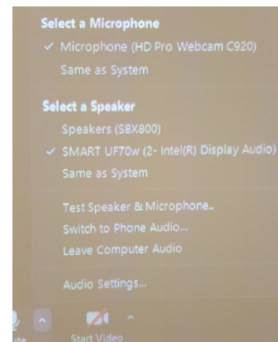 Select a Microphone
✓ Microphone (HD Pro Webcam C920)
Same as System
Select a Speaker
Speakers (SBX800)
✓ SMART UF70w (2- Intel(R) Display Audio)
Same as System
Test Speaker & Microphone..
Switch to Phone Audio...
Leave Computer Audio
Audio Settings...
Start Video